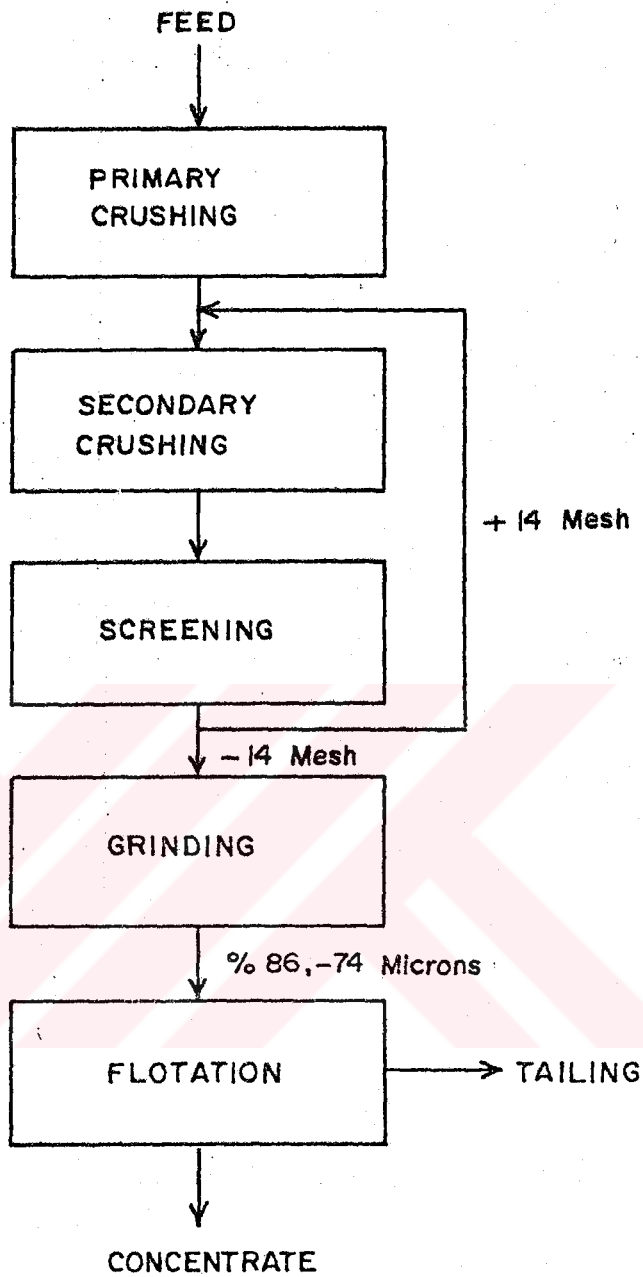 FEED
PRIMARY
CRUSHING
SECONDARY
CRUSHING
+14 Mesh
SCREENING
-14 Mesh
GRINDING
% 86,-74 Microns
FLOTATION
TAILING
CONCENTRATE